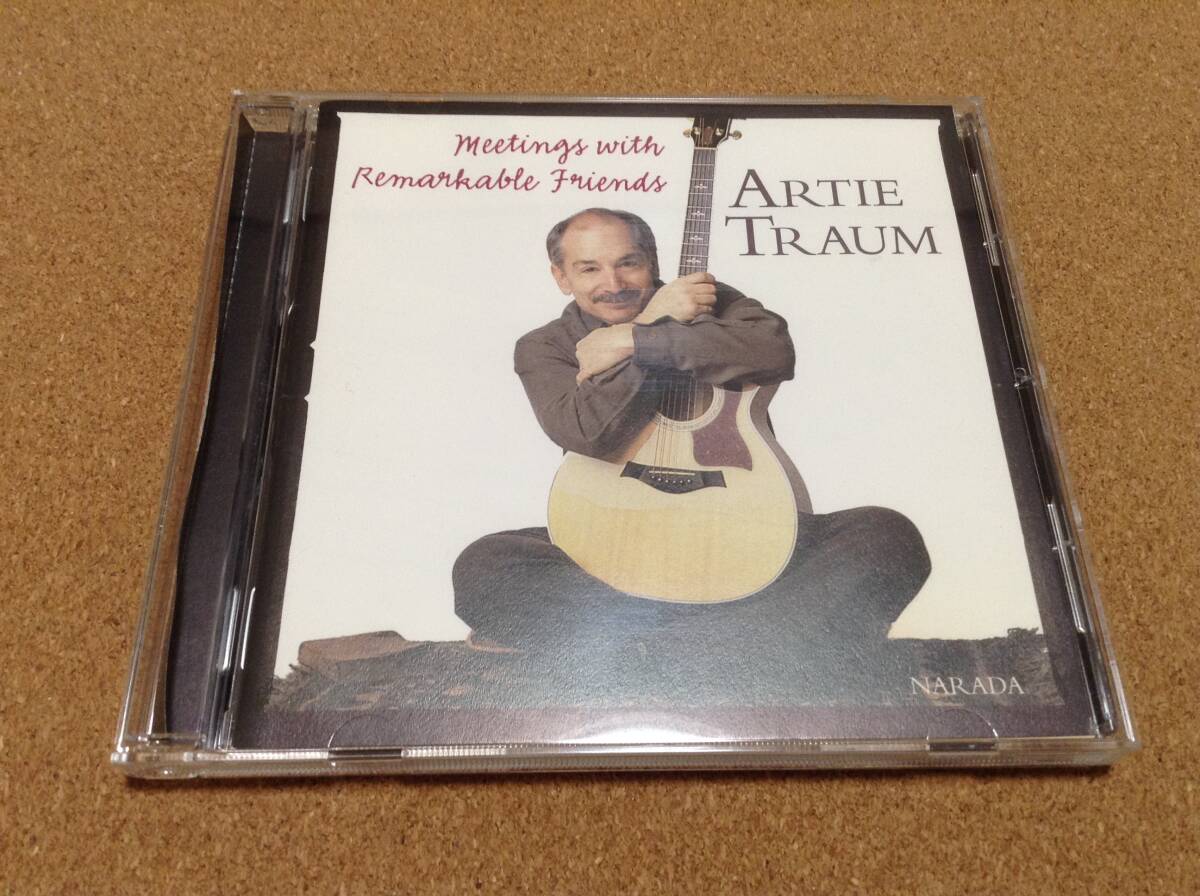 Meetings with
Remarkable Friends
ARTIE
TRAUM
NARADA